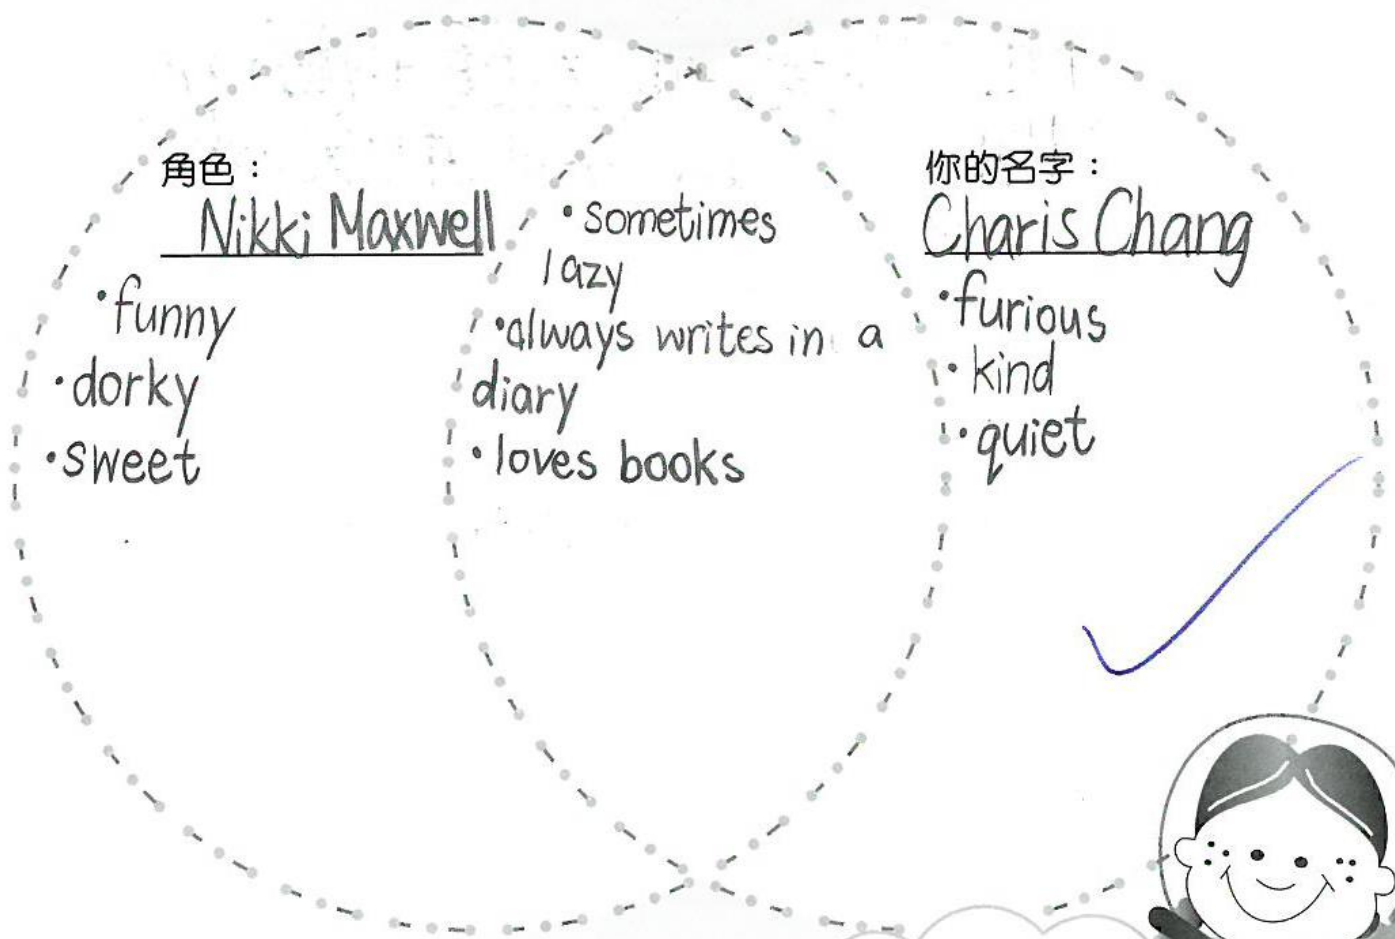 角色：
Nikki Maxwell
•funny
•dorky
•sweet
•sometimes
lazy
•always writes in a
diary
•loves books
你的名字：
Charis Chang
•furious
•kind
•quiet